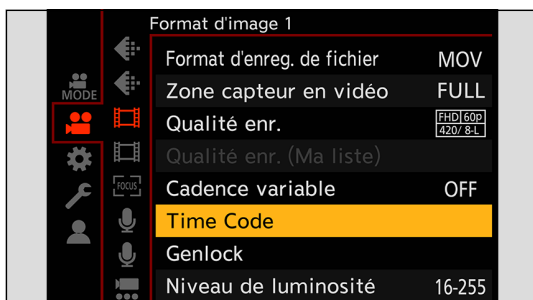 Format d'image 1
MODE
FOCUS
Format d'enreg. de fichier MOV
Zone capteur en vidéo FULL
Qualité enr. FHD 60p 420/ 8-L
Qualité enr. (Ma liste)
Cadence variable OFF
Time Code
Genlock
Niveau de luminosité 16-255